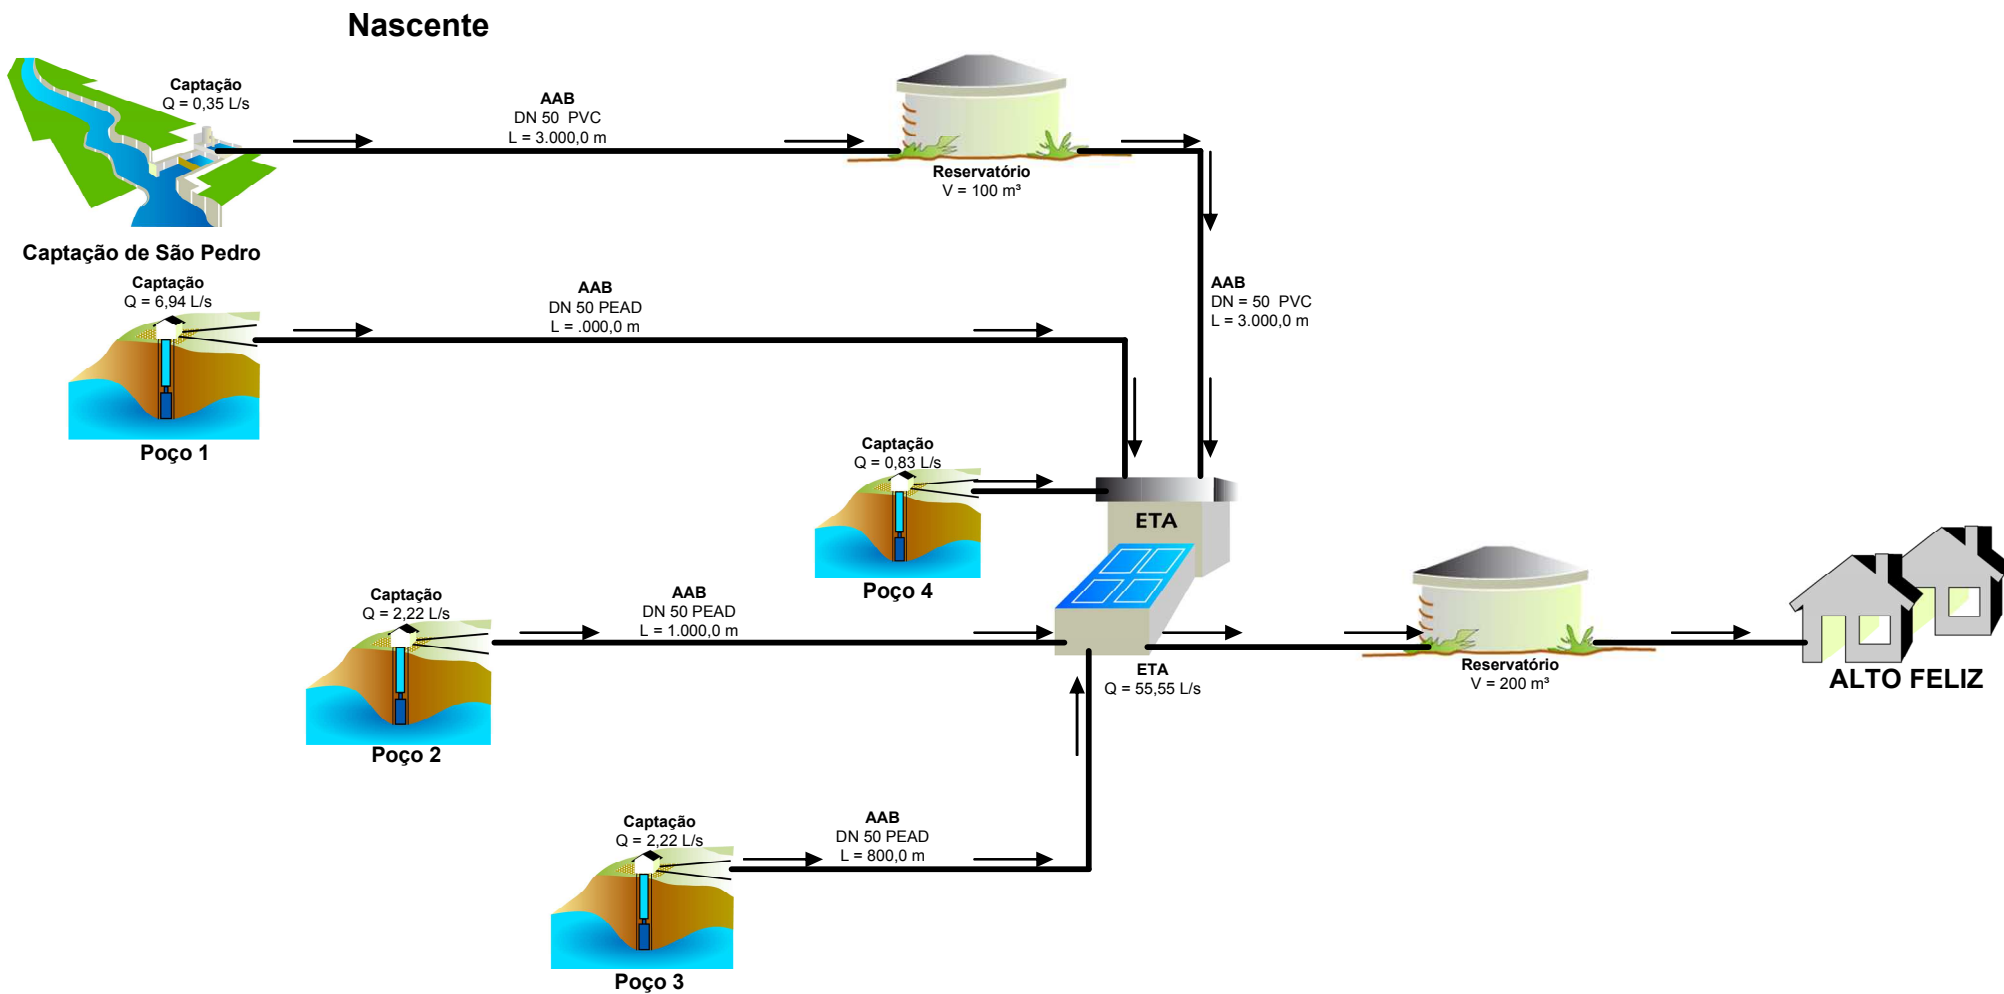 Nascente
Captação
Q = 0,35 L/s
AAB
DN 50 PVC
L = 3.000,0 m
Reservatório
V = 100 m³
Captação de São Pedro
Captação
Q = 6,94 L/s
AAB
DN 50 PEAD
L = .000,0 m
AAB
DN = 50 PVC
L = 3.000,0 m
Poço 1
Captação
Q = 0,83 L/s
ETA
Poço 4
Captação
Q = 2,22 L/s
AAB
DN 50 PEAD
L = 1.000,0 m
ETA
Q = 55,55 L/s
Reservatório
V = 200 m³
ALTO FELIZ
Poço 2
Captação
Q = 2,22 L/s
AAB
DN 50 PEAD
L = 800,0 m
Poço 3